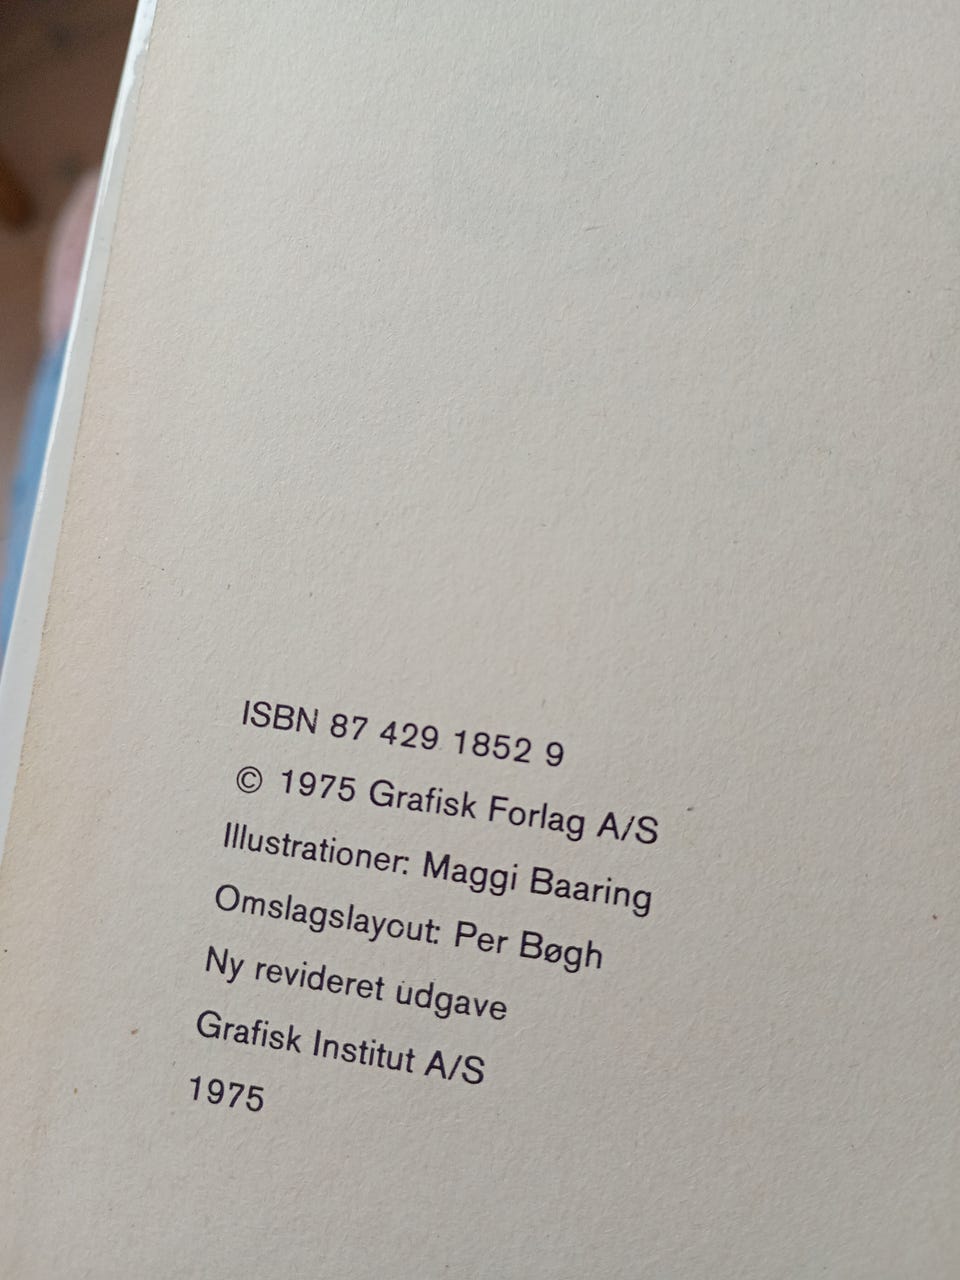 ISBN 87 429 1852 9
© 1975 Grafisk Forlag A/S
Illustrationer: Maggi Baaring
Omslagslayout: Per Bøgh
Ny revideret udgave
Grafisk Institut A/S
1975